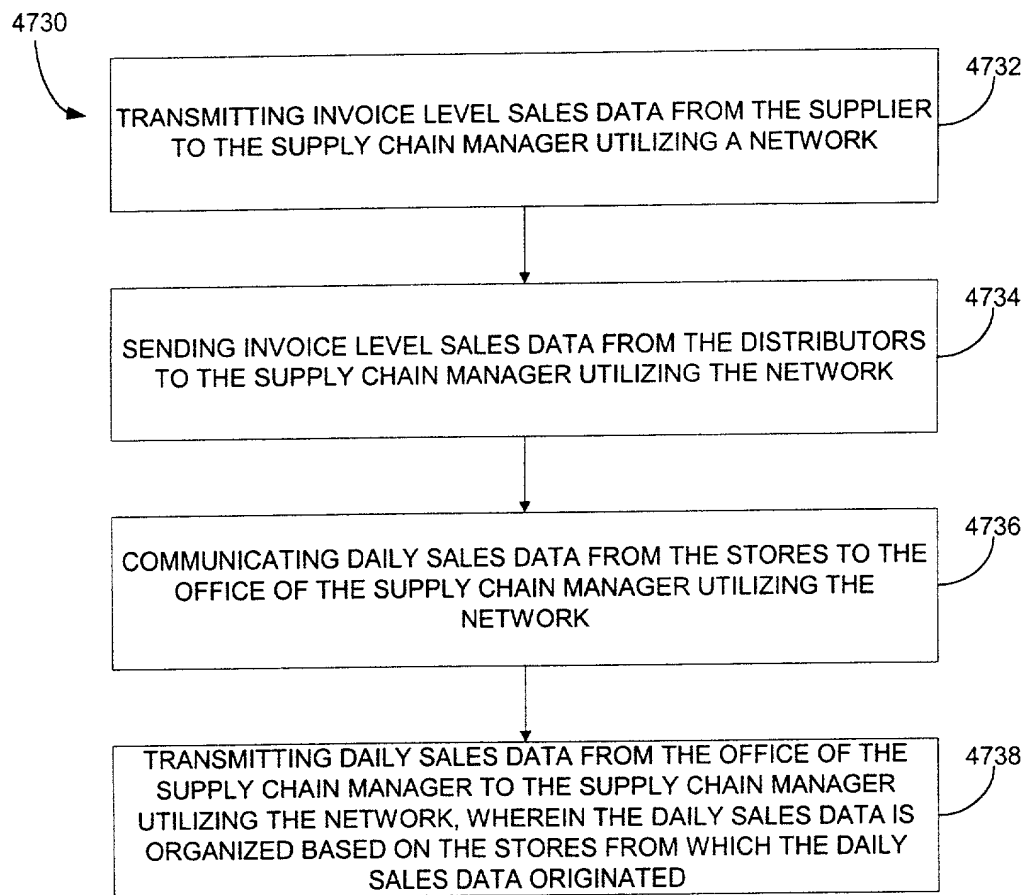 4730
4732
TRANSMITTING INVOICE LEVEL SALES DATA FROM THE SUPPLIER
TO THE SUPPLY CHAIN MANAGER UTILIZING A NETWORK
4734
SENDING INVOICE LEVEL SALES DATA FROM THE DISTRIBUTORS
TO THE SUPPLY CHAIN MANAGER UTILIZING THE NETWORK
4736
COMMUNICATING DAILY SALES DATA FROM THE STORES TO THE
OFFICE OF THE SUPPLY CHAIN MANAGER UTILIZING THE
NETWORK
4738
TRANSMITTING DAILY SALES DATA FROM THE OFFICE OF THE
SUPPLY CHAIN MANAGER TO THE SUPPLY CHAIN MANAGER
UTILIZING THE NETWORK, WHEREIN THE DAILY SALES DATA IS
ORGANIZED BASED ON THE STORES FROM WHICH THE DAILY
SALES DATA ORIGINATED